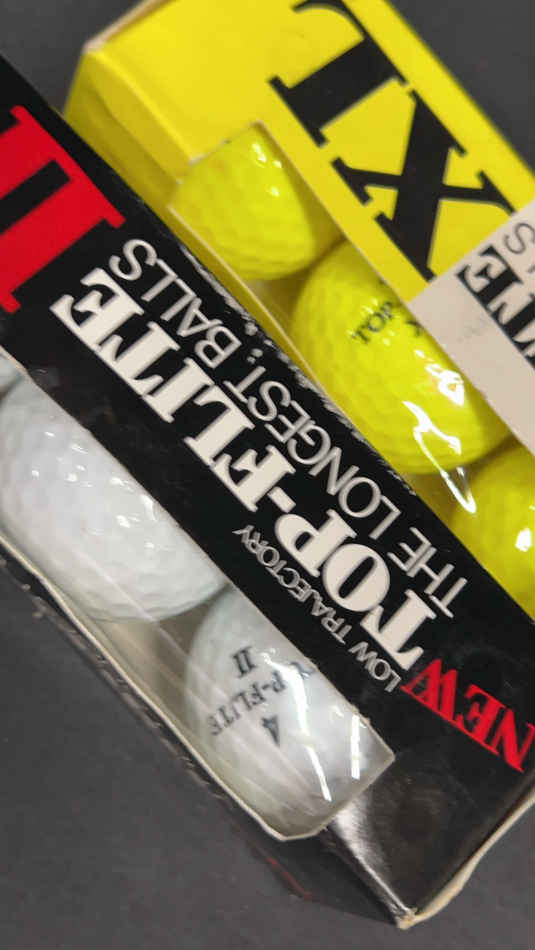 NEW
LOW TRAJECTORY
TOP-FLITE II
THE LONGEST BALLS
XL
TOP
II
P-FLITE
4